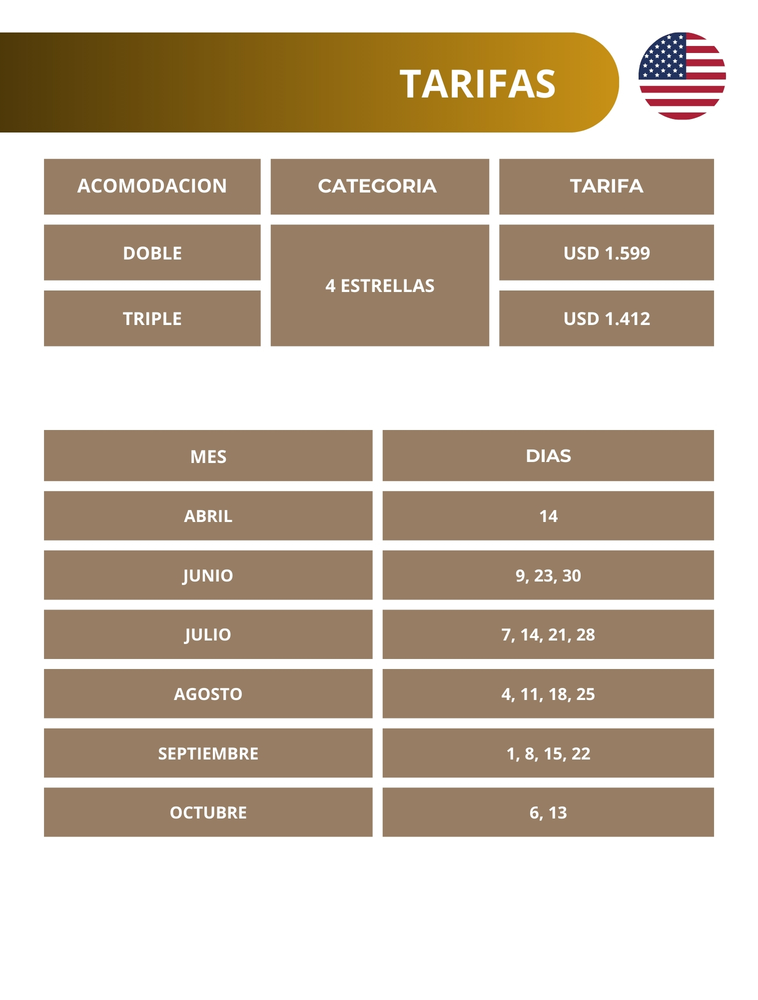 TARIFAS
ACOMODACION CATEGORIA TARIFA
DOBLE USD 1.599
4 ESTRELLAS
TRIPLE USD 1.412
MES DIAS
ABRIL 14
JUNIO 9, 23, 30
JULIO 7, 14, 21, 28
AGOSTO 4, 11, 18, 25
SEPTIEMBRE 1, 8, 15, 22
OCTUBRE 6, 13